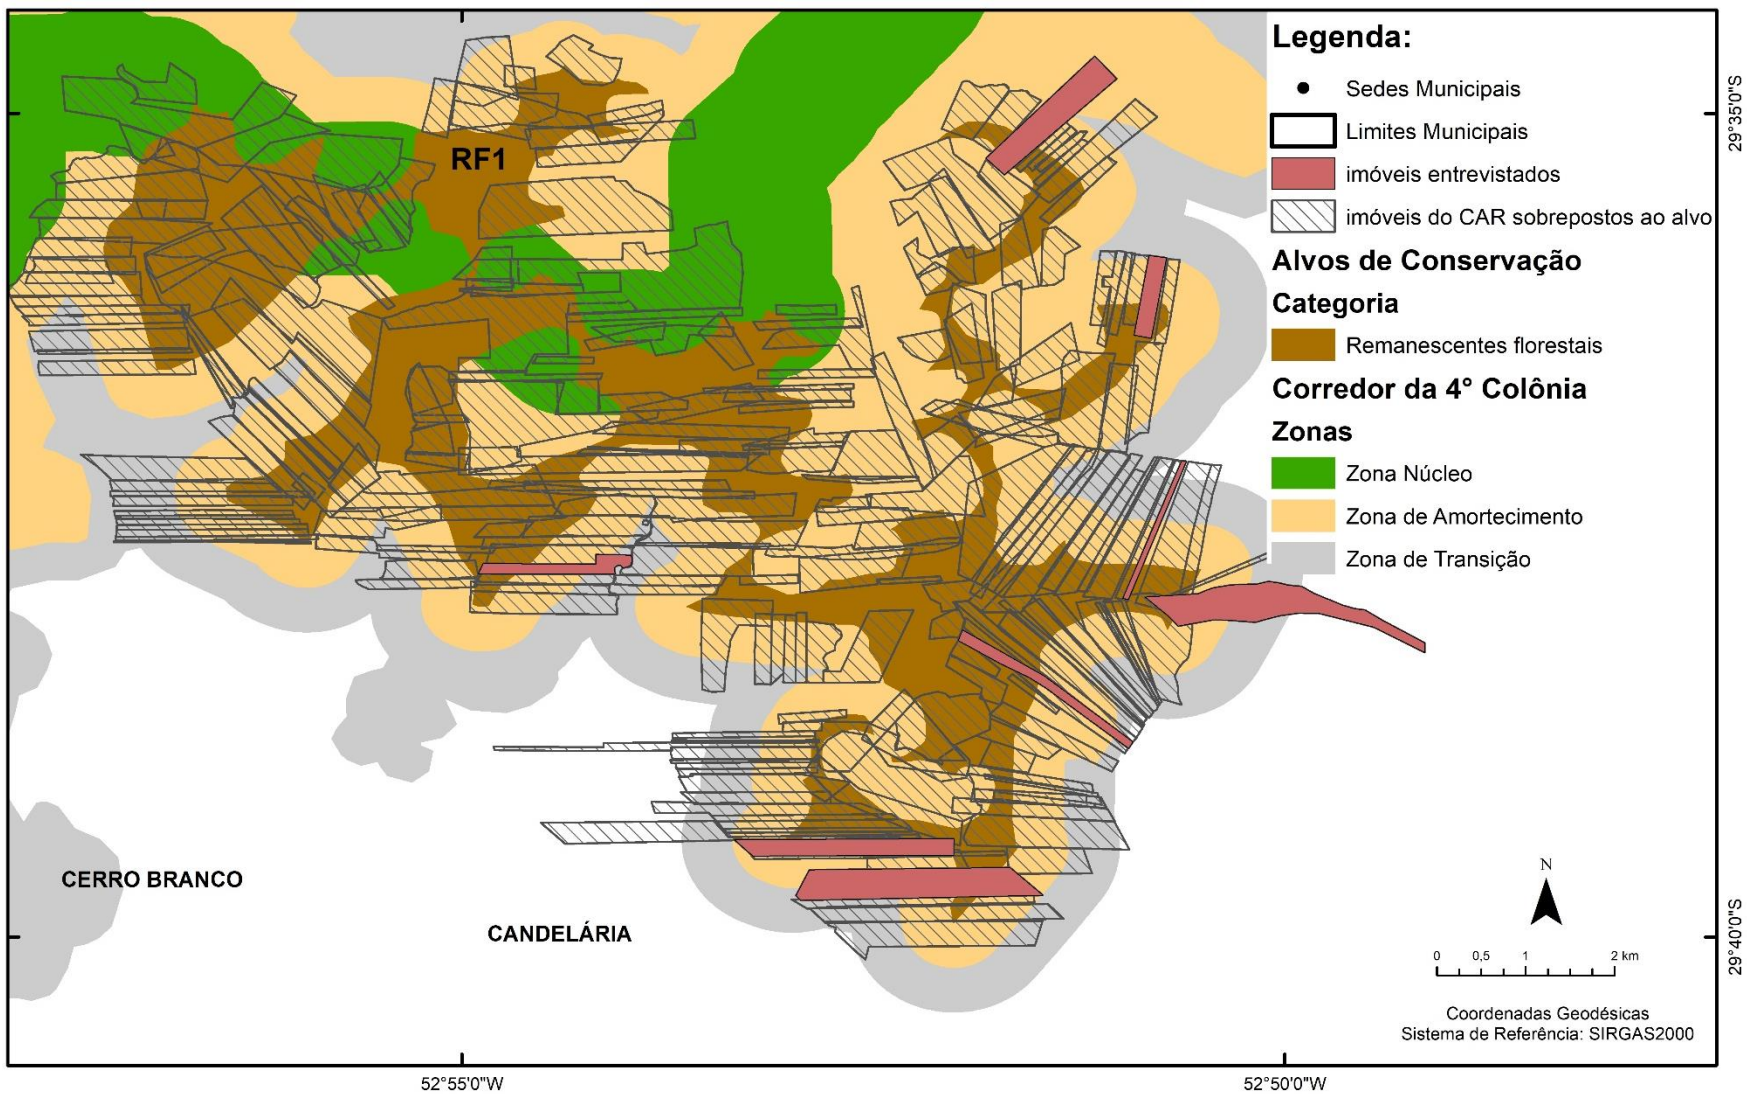 Legenda:
Sedes Municipais
Limites Municipais
imóveis entrevistados
imóveis do CAR sobrepostos ao alvo
Alvos de Conservação
Categoria
Remanescentes florestais
Corredor da 4° Colônia
Zonas
Zona Núcleo
Zona de Amortecimento
Zona de Transição
RF1
CERRO BRANCO
CANDELÁRIA
N
0 0,5 1 2 km
Coordenadas Geodésicas
Sistema de Referência: SIRGAS2000
29°35'0"S
29°40'0"S
52°55'0"W
52°50'0"W